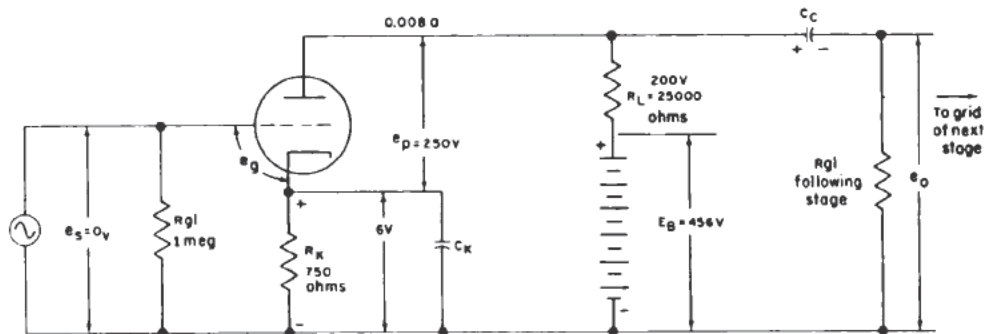 0.008 a
Cc
+ -
200V
RL = 25000
ohms
To grid
of next
stage
ep = 250V
eg
+
es = 0v
Rgl
1 meg
+
6V
CK
RK
750
ohms
-
EB = 456V
Rgl
following
stage
eo
-